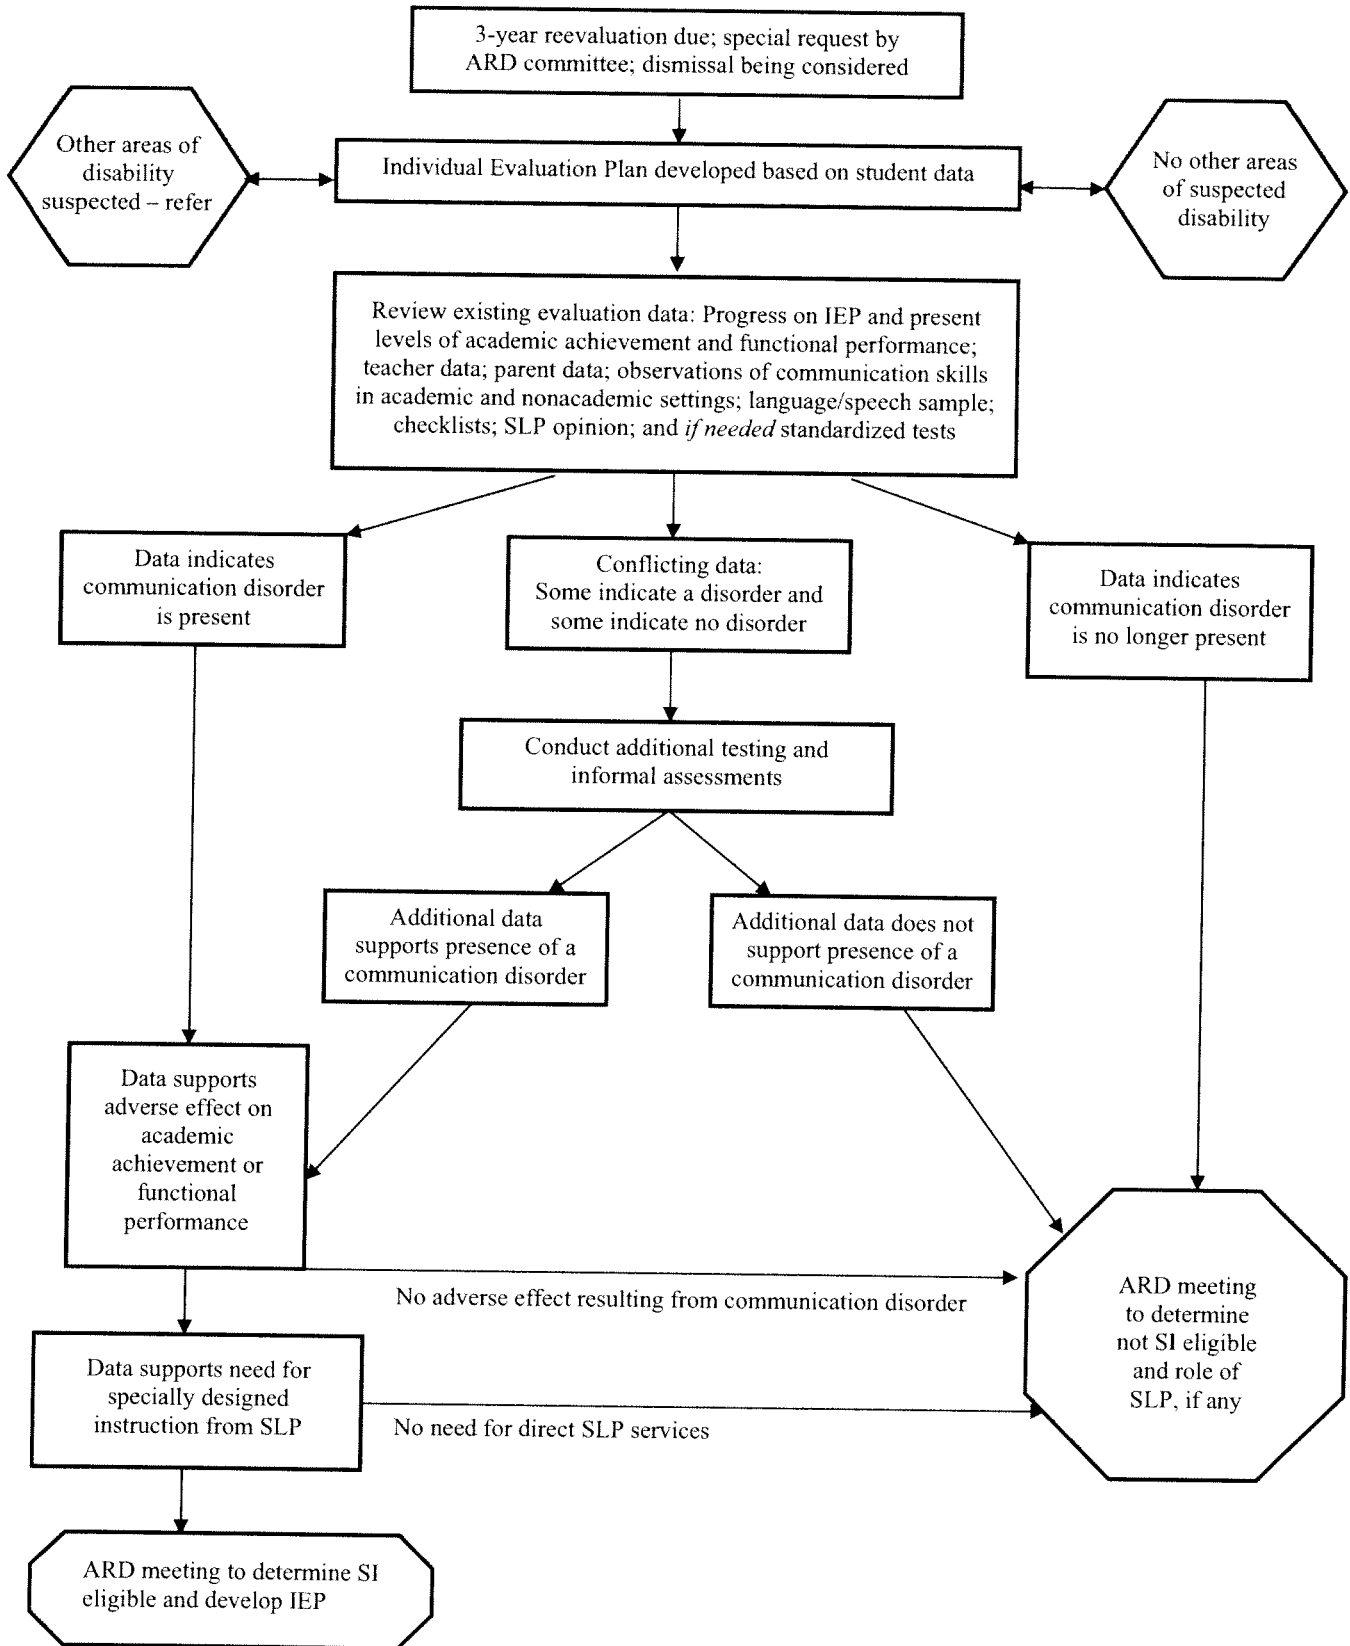 3-year reevaluation due; special request by
ARD committee; dismissal being considered
Other areas of
disability
suspected – refer
Individual Evaluation Plan developed based on student data
No other areas
of suspected
disability
Review existing evaluation data: Progress on IEP and present
levels of academic achievement and functional performance;
teacher data; parent data; observations of communication skills
in academic and nonacademic settings; language/speech sample;
checklists; SLP opinion; and if needed standardized tests
Data indicates
communication disorder
is present
Conflicting data:
Some indicate a disorder and
some indicate no disorder
Data indicates
communication disorder
is no longer present
Conduct additional testing and
informal assessments
Additional data
supports presence of a
communication disorder
Additional data does not
support presence of a
communication disorder
Data supports
adverse effect on
academic
achievement or
functional
performance
No adverse effect resulting from communication disorder
ARD meeting
to determine
not SI eligible
and role of
SLP, if any
Data supports need for
specially designed
instruction from SLP
No need for direct SLP services
ARD meeting to determine SI
eligible and develop IEP